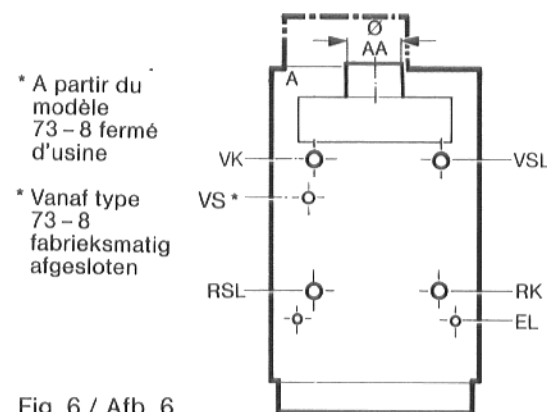 * A partir du
modèle
73 – 8 fermé
d'usine
* Vanaf type
73 – 8
fabrieksmatig
afgesloten
Ø
AA
A
VK
VSL
VS *
RSL
RK
EL
Fig. 6 / Afb. 6